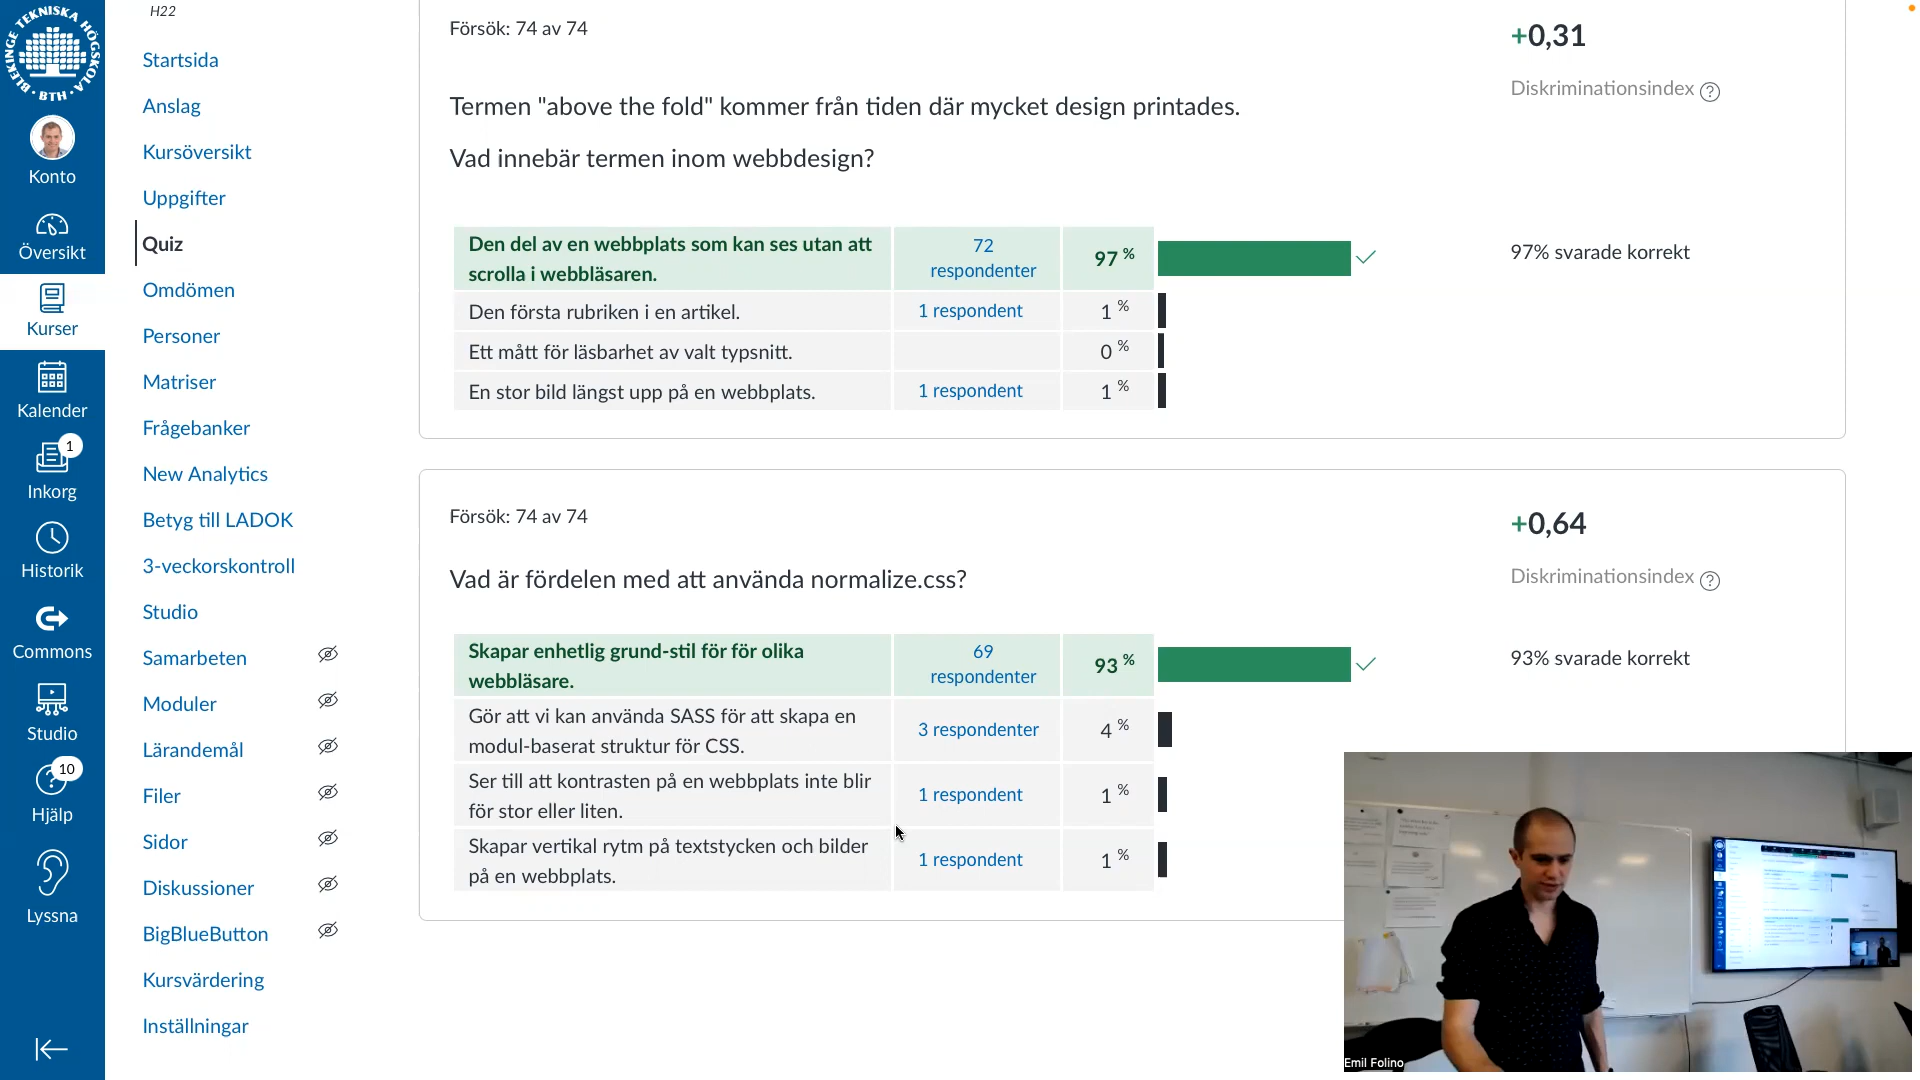 BLEKINGE TEKNISKA HÖGSKOLA
BTH
Konto
Översikt
Kurser
Kalender
1
Inkorg
Historik
Commons
Studio
10
Hjälp
Lyssna
H22
Startsida
Anslag
Kursöversikt
Uppgifter
Quiz
Omdömen
Personer
Matriser
Frågebanker
New Analytics
Betyg till LADOK
3-veckorskontroll
Studio
Samarbeten
Moduler
Lärandemål
Filer
Sidor
Diskussioner
BigBlueButton
Kursvärdering
Inställningar
Försök: 74 av 74
+0,31
Diskriminationsindex ?
Termen "above the fold" kommer från tiden där mycket design printades.
Vad innebär termen inom webbdesign?
Den del av en webbplats som kan ses utan att
scrolla i webbläsaren.
72
respondenter
97 %
97% svarade korrekt
Den första rubriken i en artikel.
1 respondent
1 %
Ett mått för läsbarhet av valt typsnitt.
0 %
En stor bild längst upp på en webbplats.
1 respondent
1 %
Försök: 74 av 74
+0,64
Diskriminationsindex ?
Vad är fördelen med att använda normalize.css?
Skapar enhetlig grund-stil för för olika
webbläsare.
69
respondenter
93 %
93% svarade korrekt
Gör att vi kan använda SASS för att skapa en
modul-baserat struktur för CSS.
3 respondenter
4 %
Ser till att kontrasten på en webbplats inte blir
för stor eller liten.
1 respondent
1 %
Skapar vertikal rytm på textstycken och bilder
på en webbplats.
1 respondent
1 %
Emil Folino